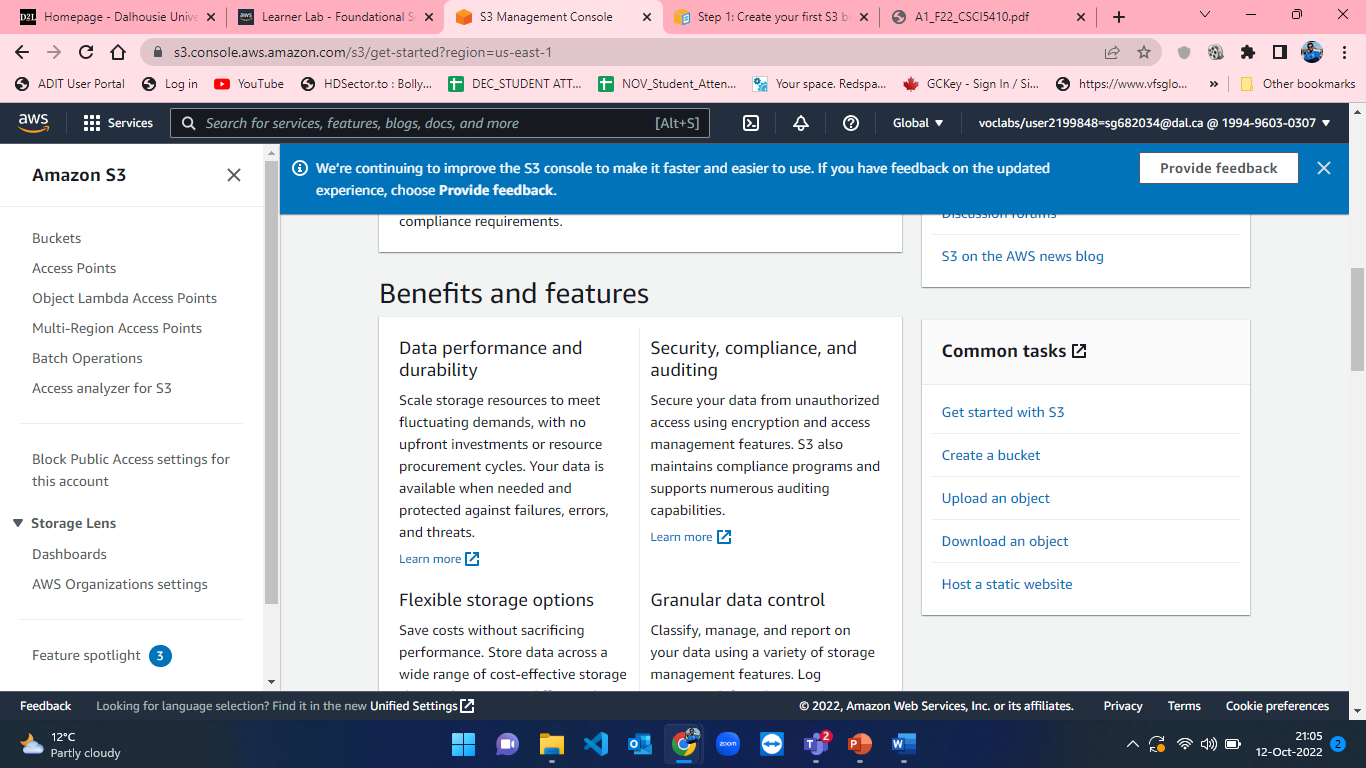 D2L Homepage - Dalhousie Unive
aws Learner Lab - Foundational S
S3 Management Console
Step 1: Create your first S3 b
A1_F22_CSCI5410.pdf
s3.console.aws.amazon.com/s3/get-started?region=us-east-1
ADIT User Portal
Log in
YouTube
HDSector.to : Bolly...
DEC_STUDENT ATT...
NOV_Student_Atten...
Your space. Redspa...
GCKey - Sign In / Si...
https://www.vfsglo...
»
Other bookmarks
aws
Services
Search for services, features, blogs, docs, and more [Alt+S]
Global
voclabs/user2199848=sg682034@dal.ca @ 1994-9603-0307
Amazon S3
Buckets
Access Points
Object Lambda Access Points
Multi-Region Access Points
Batch Operations
Access analyzer for S3
Block Public Access settings for
this account
Storage Lens
Dashboards
AWS Organizations settings
Feature spotlight 3
We're continuing to improve the S3 console to make it faster and easier to use. If you have feedback on the updated
experience, choose Provide feedback.
Provide feedback
compliance requirements.
Benefits and features
Data performance and
durability
Scale storage resources to meet
fluctuating demands, with no
upfront investments or resource
procurement cycles. Your data is
available when needed and
protected against failures, errors,
and threats.
Learn more
Security, compliance, and
auditing
Secure your data from unauthorized
access using encryption and access
management features. S3 also
maintains compliance programs and
supports numerous auditing
capabilities.
Learn more
Flexible storage options
Save costs without sacrificing
performance. Store data across a
wide range of cost-effective storage
Granular data control
Classify, manage, and report on
your data using a variety of storage
management features. Log
Discussion forums
S3 on the AWS news blog
Common tasks
Get started with S3
Create a bucket
Upload an object
Download an object
Host a static website
Feedback
Looking for language selection? Find it in the new Unified Settings
© 2022, Amazon Web Services, Inc. or its affiliates.
Privacy
Terms
Cookie preferences
12°C
Partly cloudy
zoom
2
21:05
12-Oct-2022
2